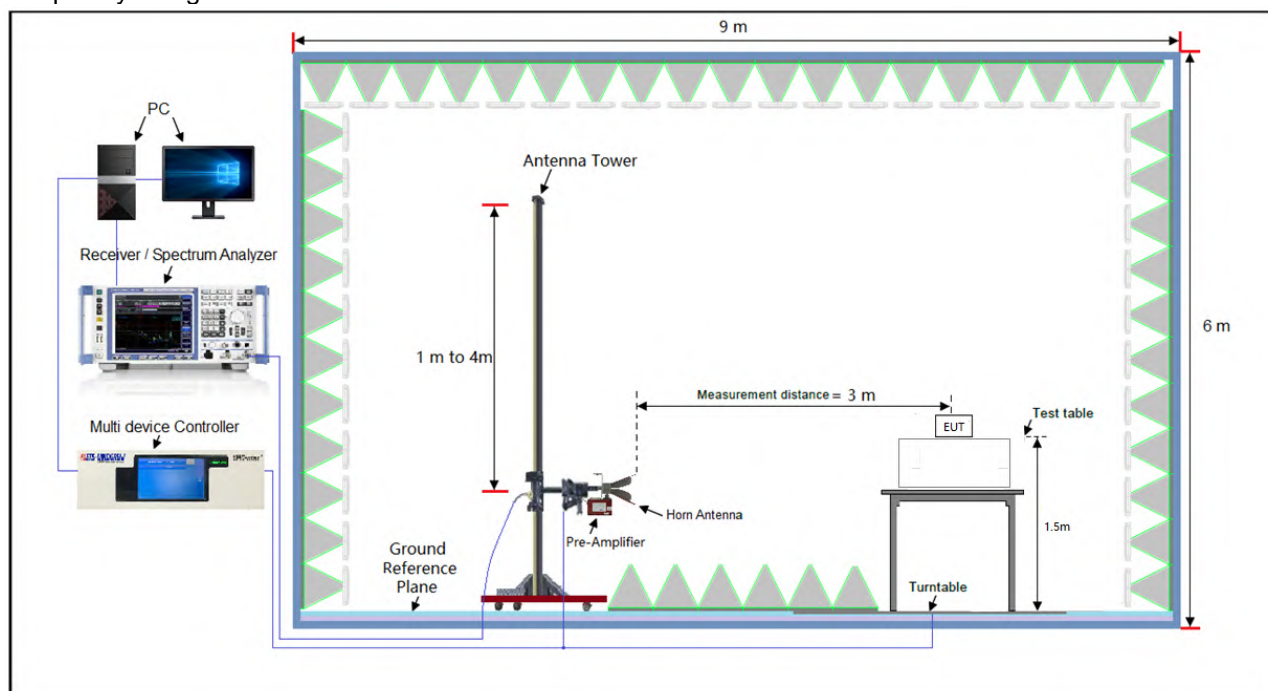 9 m
PC
Antenna Tower
Receiver / Spectrum Analyzer
1 m to 4m
6 m
Measurement distance = 3 m
Test table
EUT
Multi device Controller
Horn Antenna
1.5m
Pre-Amplifier
Ground
Reference
Plane
Turntable